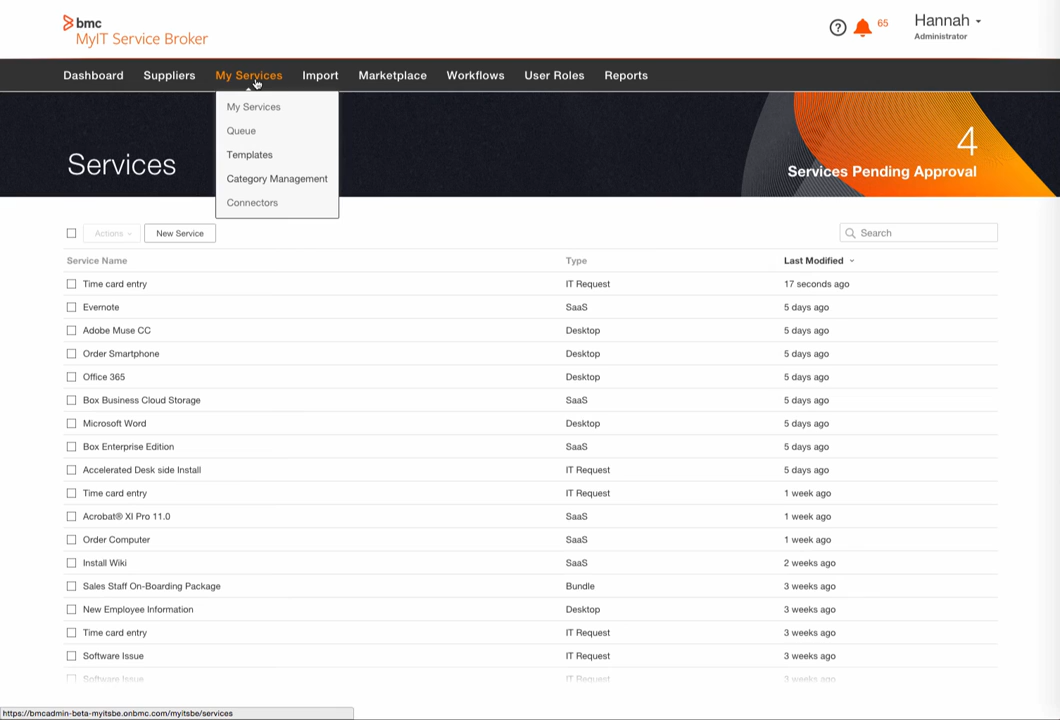 bmc
MyIT Service Broker
?
65
Hannah
Administrator
Dashboard Suppliers My Services Import Marketplace Workflows User Roles Reports
My Services
Queue
Templates
Category Management
Connectors
Services
4
Services Pending Approval
Actions New Service Search
Service Name Type Last Modified
Time card entry IT Request 17 seconds ago
Evernote SaaS 5 days ago
Adobe Muse CC Desktop 5 days ago
Order Smartphone Desktop 5 days ago
Office 365 Desktop 5 days ago
Box Business Cloud Storage SaaS 5 days ago
Microsoft Word Desktop 5 days ago
Box Enterprise Edition SaaS 5 days ago
Accelerated Desk side Install IT Request 5 days ago
Time card entry IT Request 1 week ago
Acrobat® XI Pro 11.0 SaaS 1 week ago
Order Computer SaaS 1 week ago
Install Wiki SaaS 2 weeks ago
Sales Staff On-Boarding Package Bundle 3 weeks ago
New Employee Information Desktop 3 weeks ago
Time card entry IT Request 3 weeks ago
Software Issue IT Request 3 weeks ago
Software Issue IT Request 3 weeks ago
https://bmcadmin-beta-myitsbe.onbmc.com/myitsbe/services